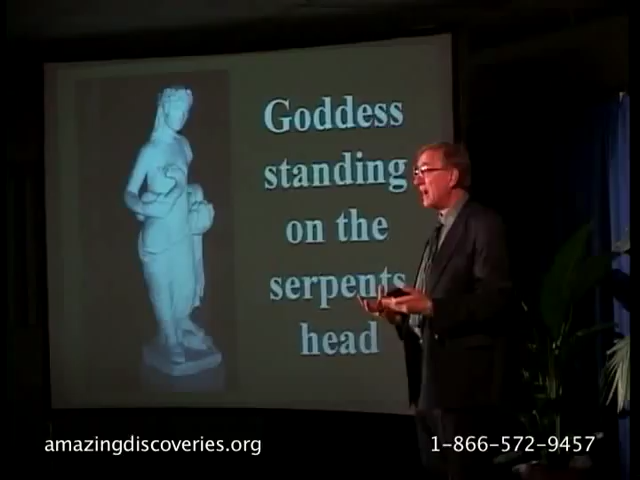 Goddess
standing
on the
serpents
head
amazingdiscoveries.org
1-866-572-9457